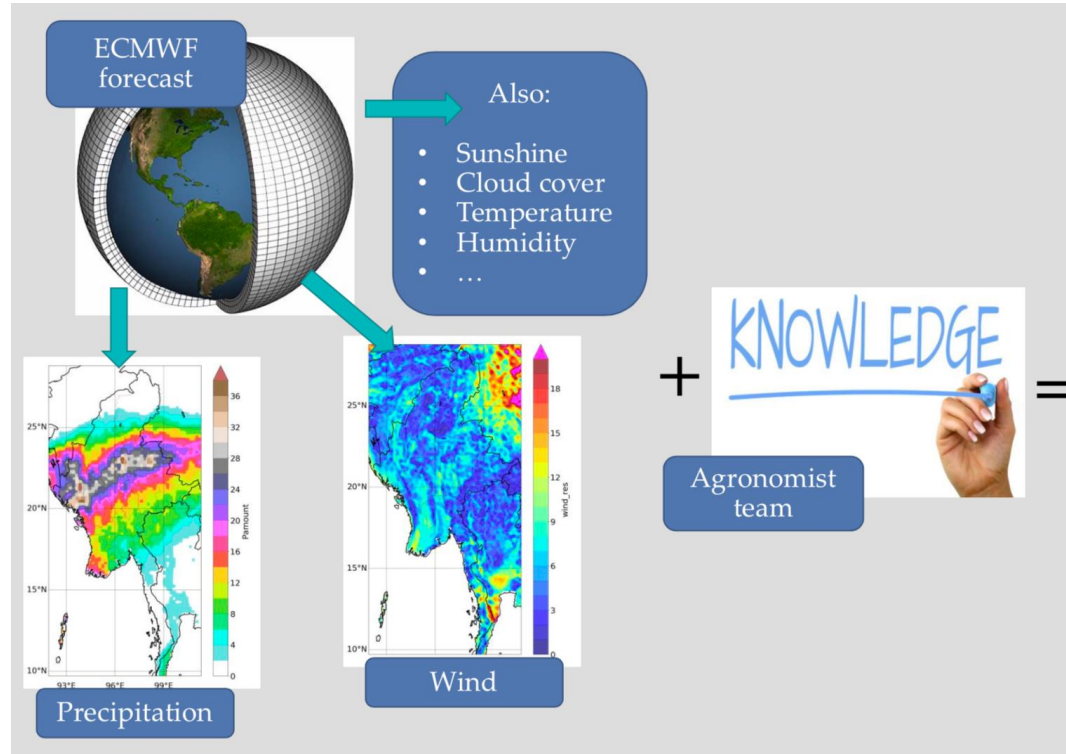 ECMWF
forecast
Also:
• Sunshine
• Cloud cover
• Temperature
• Humidity
• …
+
KNOWLEDGE
=
Agronomist
team
25°N
20°N
15°N
10°N
93°E 96°E 99°E
36
32
28
24
20
16
12
8
4
0
Pamount
Precipitation
25°N
20°N
15°N
10°N
18
15
12
9
6
3
0
wind_res
Wind